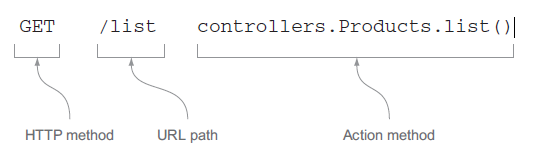 GET /list controllers.Products.list()
HTTP method URL path Action method